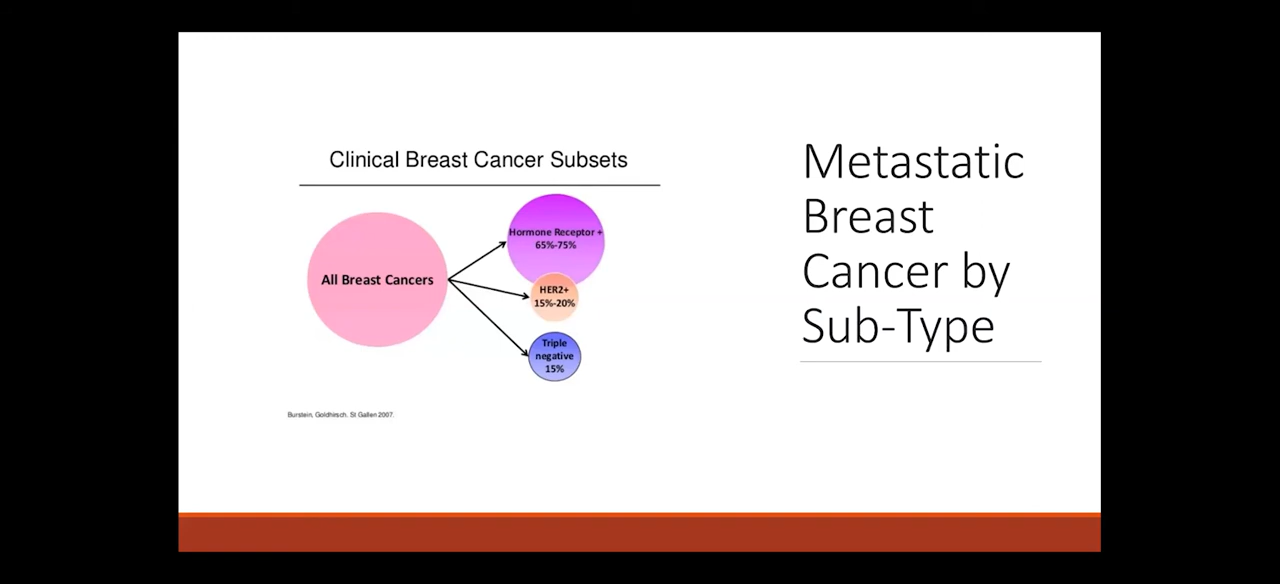 Clinical Breast Cancer Subsets
All Breast Cancers
Hormone Receptor +
65%-75%
HER2+
15%-20%
Triple
negative
15%
Burstein, Goldhirsch. St Gallen 2007.
Metastatic
Breast
Cancer by
Sub-Type